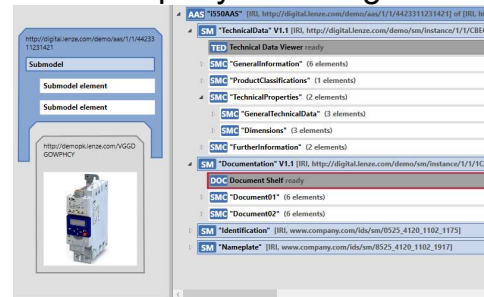 http://digital.lenze.com/demo/aas/1/1/44233
11231421
Submodel
Submodel element
Submodel element
http://demopk.lenze.com/VGGD
GOWPHCY
AAS "i550AAS" [IRI, http://digital.lenze.com/demo/aas/1/1/4423311231421] of [IRI, ht
SM "TechnicalData" V1.1 [IRI, http://digital.lenze.com/demo/sm/instance/1/1/CBE
TED Technical Data Viewer ready
SMC "GeneralInformation" (6 elements)
SMC "ProductClassifications" (1 elements)
SMC "TechnicalProperties" (2 elements)
SMC "GeneralTechnicalData" (3 elements)
SMC "Dimensions" (3 elements)
SMC "FurtherInformation" (2 elements)
SM "Documentation" V1.1 [IRI, http://digital.lenze.com/demo/sm/instance/1/1/1C
DOC Document Shelf ready
SMC "Document01" (6 elements)
SMC "Document02" (6 elements)
SM "Identification" [IRI, www.company.com/ids/sm/0525_4120_1102_1175]
SM "Nameplate" [IRI, www.company.com/ids/sm/8525_4120_1102_1917]